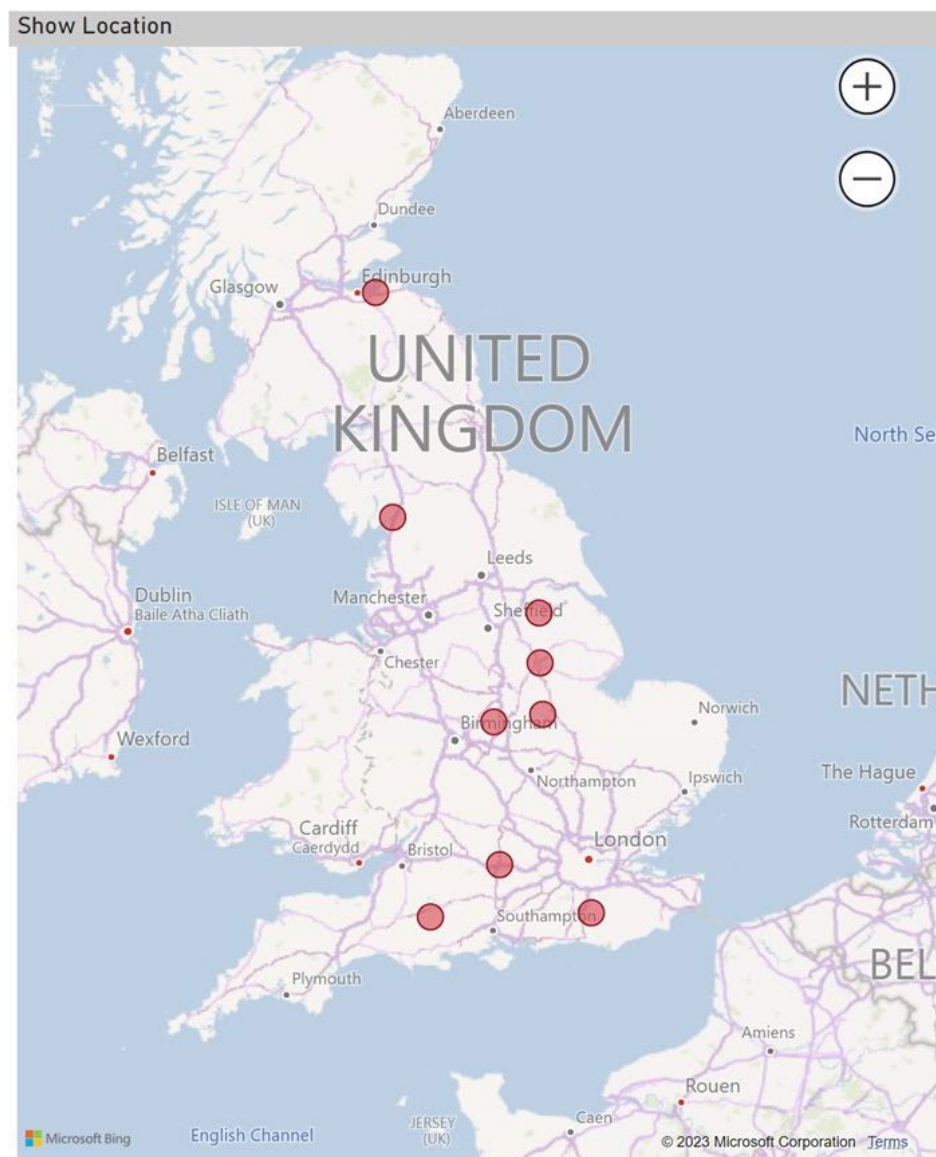 Show Location
Aberdeen
Dundee
Edinburgh
Glasgow
UNITED
KINGDOM
North Se
Belfast
ISLE OF MAN
(UK)
Leeds
Dublin
Baile Atha Cliath
Manchester
Sheffield
Chester
NETH
Norwich
Wexford
Birmingham
Northampton
Ipswich
The Hague
Rotterdam
Cardiff
Caerdydd
Bristol
London
Southampton
BEL
Plymouth
Amiens
Rouen
JERSEY
(UK)
Caen
Microsoft Bing
English Channel
© 2023 Microsoft Corporation Terms